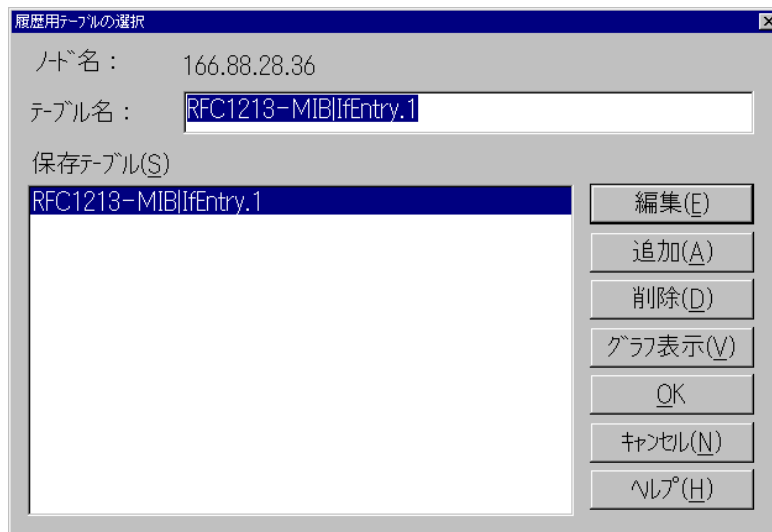 履歴用ﾃｰﾌﾞﾙの選択
ﾉｰﾄﾞ名： 166.88.28.36
ﾃｰﾌﾞﾙ名： RFC1213-MIB|IfEntry.1
保存ﾃｰﾌﾞﾙ(S)
RFC1213-MIB|IfEntry.1
編集(E)
追加(A)
削除(D)
ｸﾞﾗﾌ表示(V)
OK
ｷｬﾝｾﾙ(N)
ﾍﾙﾌﾟ(H)